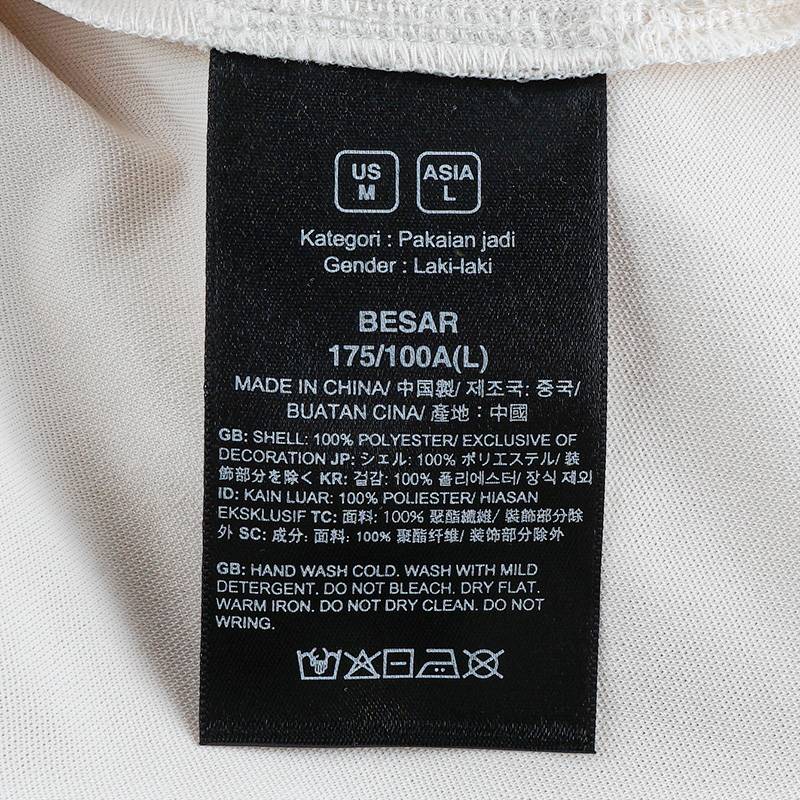 US
M
ASIA
L
Kategori : Pakaian jadi
Gender : Laki-laki
BESAR
175/100A(L)
MADE IN CHINA/ 中国製/ 제조국: 중국/
BUATAN CINA/ 產地：中國
GB: SHELL: 100% POLYESTER/ EXCLUSIVE OF
DECORATION JP: シェル: 100% ポリエステル/ 装
飾部分を除く KR: 겉감: 100% 폴리에스터/ 장식 제외
ID: KAIN LUAR: 100% POLIESTER/ HIASAN
EKSKLUSIF TC: 面料: 100% 聚酯纖維/ 裝飾部分除
外 SC: 成分: 面料: 100% 聚酯纤维/ 装饰部分除外
GB: HAND WASH COLD. WASH WITH MILD
DETERGENT. DO NOT BLEACH. DRY FLAT.
WARM IRON. DO NOT DRY CLEAN. DO NOT
WRING.